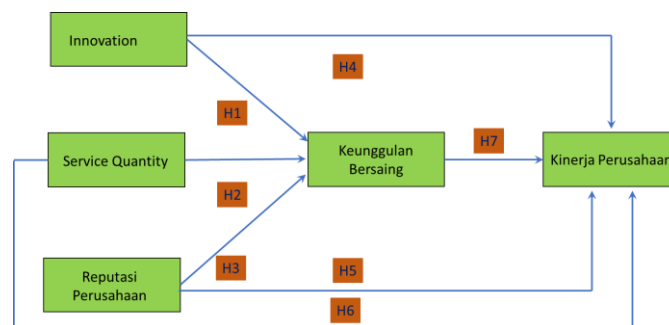 Innovation
H4
H1
Service Quantity
Keunggulan
Bersaing
H7
Kinerja Perusahaan
H2
Reputasi
Perusahaan
H3
H5
H6